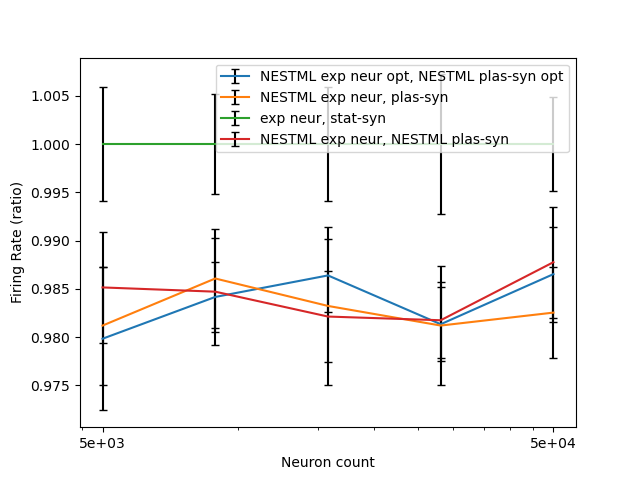 NESTML exp neur opt, NESTML plas-syn opt
NESTML exp neur, plas-syn
exp neur, stat-syn
NESTML exp neur, NESTML plas-syn
1.005
1.000
0.995
0.990
0.985
0.980
0.975
Firing Rate (ratio)
5e+03
5e+04
Neuron count